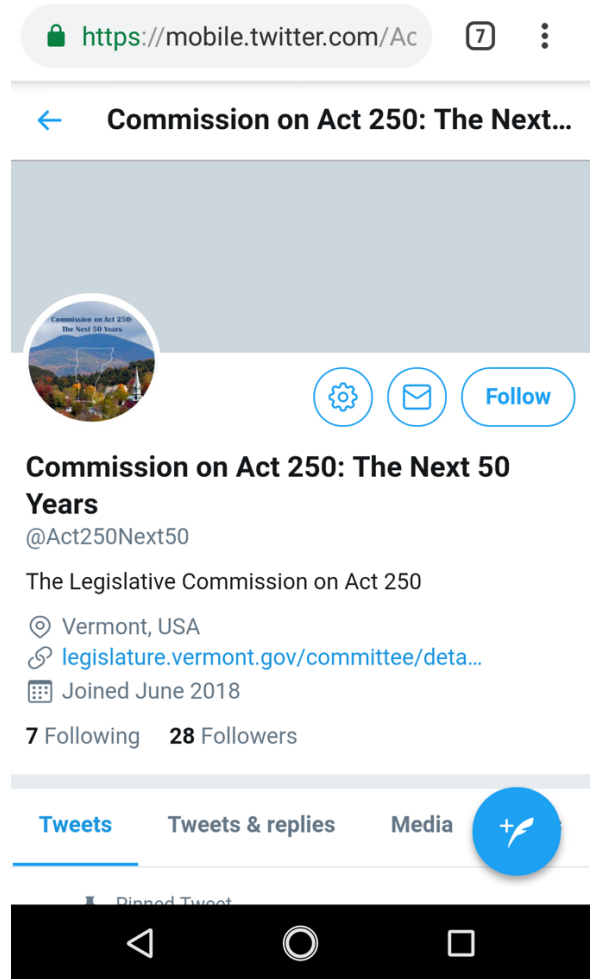 https://mobile.twitter.com/Ac
7
Commission on Act 250: The Next...
Commission on Act 250:
The Next 50 Years
Follow
Commission on Act 250: The Next 50
Years
@Act250Next50
The Legislative Commission on Act 250
Vermont, USA
legislature.vermont.gov/committee/deta...
Joined June 2018
7 Following 28 Followers
Tweets Tweets & replies Media
Pinned Tweet